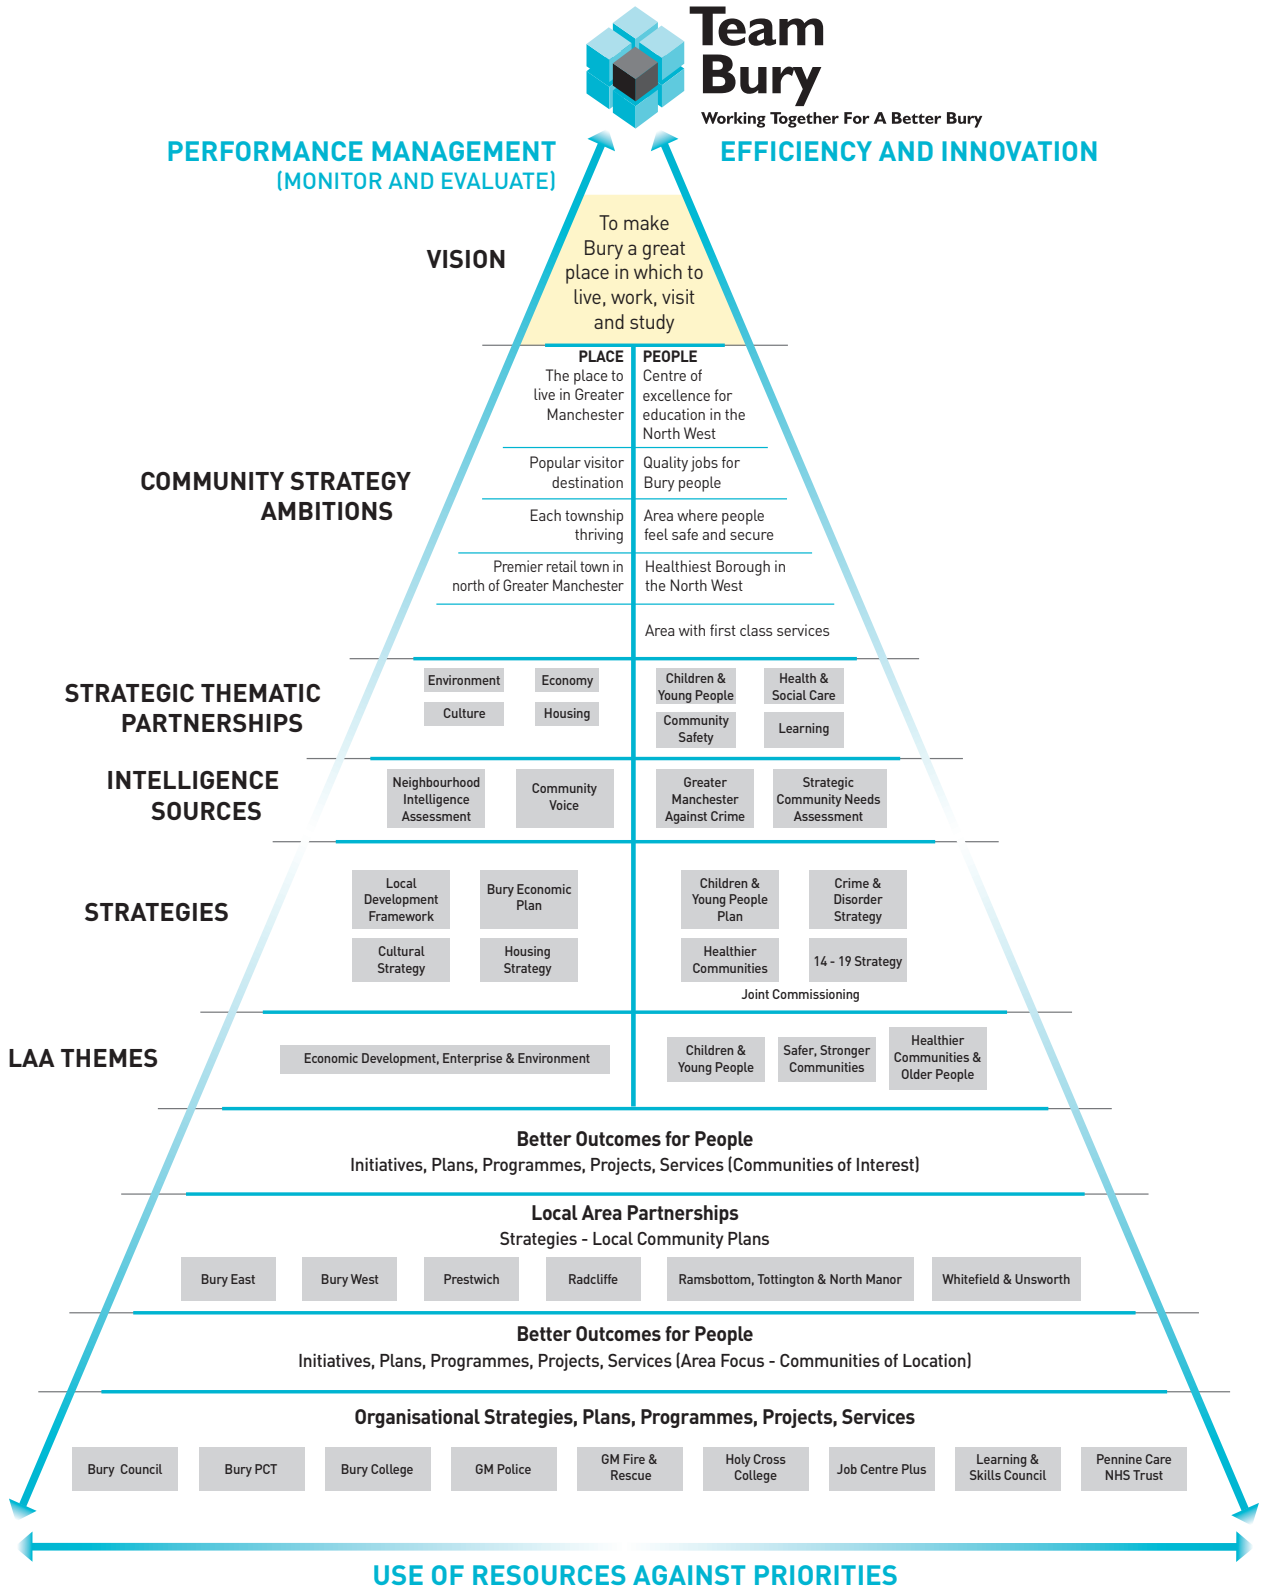 Team
Bury
Working Together For A Better Bury
PERFORMANCE MANAGEMENT
(MONITOR AND EVALUATE)
EFFICIENCY AND INNOVATION
VISION
To make
Bury a great
place in which to
live, work, visit
and study
COMMUNITY STRATEGY
AMBITIONS
PLACE
The place to
live in Greater
Manchester
PEOPLE
Centre of
excellence for
education in the
North West
Popular visitor
destination
Quality jobs for
Bury people
Each township
thriving
Area where people
feel safe and secure
Premier retail town in
north of Greater Manchester
Healthiest Borough in
the North West
Area with first class services
STRATEGIC THEMATIC
PARTNERSHIPS
Environment
Economy
Culture
Housing
Children &
Young People
Health &
Social Care
Community
Safety
Learning
INTELLIGENCE
SOURCES
Neighbourhood
Intelligence
Assessment
Community
Voice
Greater
Manchester
Against Crime
Strategic
Community Needs
Assessment
STRATEGIES
Local
Development
Framework
Bury Economic
Plan
Cultural
Strategy
Housing
Strategy
Children &
Young People
Plan
Crime &
Disorder
Strategy
Healthier
Communities
14 - 19 Strategy
Joint Commissioning
LAA THEMES
Economic Development, Enterprise & Environment
Children &
Young People
Safer, Stronger
Communities
Healthier
Communities &
Older People
Better Outcomes for People
Initiatives, Plans, Programmes, Projects, Services (Communities of Interest)
Local Area Partnerships
Strategies - Local Community Plans
Bury East
Bury West
Prestwich
Radcliffe
Ramsbottom, Tottington & North Manor
Whitefield & Unsworth
Better Outcomes for People
Initiatives, Plans, Programmes, Projects, Services (Area Focus - Communities of Location)
Organisational Strategies, Plans, Programmes, Projects, Services
Bury Council
Bury PCT
Bury College
GM Police
GM Fire &
Rescue
Holy Cross
College
Job Centre Plus
Learning &
Skills Council
Pennine Care
NHS Trust
USE OF RESOURCES AGAINST PRIORITIES